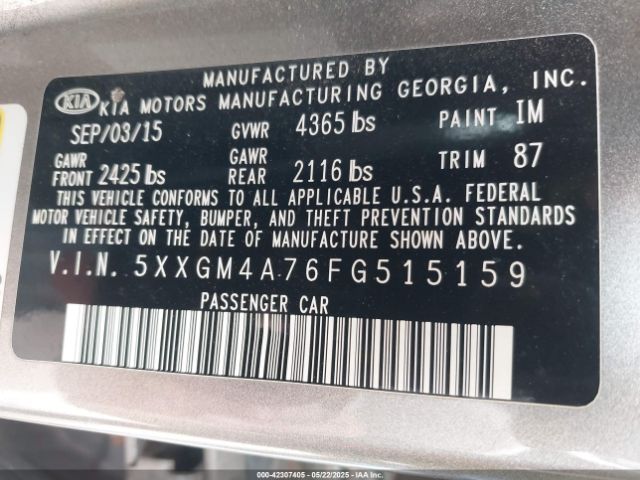 MANUFACTURED BY
KIA KIA MOTORS MANUFACTURING GEORGIA, INC.
SEP/03/15 GVWR 4365 lbs PAINT IM
GAWR FRONT 2425 lbs GAWR REAR 2116 lbs TRIM 87
THIS VEHICLE CONFORMS TO ALL APPLICABLE U.S.A. FEDERAL
MOTOR VEHICLE SAFETY, BUMPER, AND THEFT PREVENTION STANDARDS
IN EFFECT ON THE DATE OF MANUFACTURE SHOWN ABOVE.
V.I.N. 5XXGM4A76FG515159
PASSENGER CAR
000-42307405 - 05/22/2025 - IAAI.COM